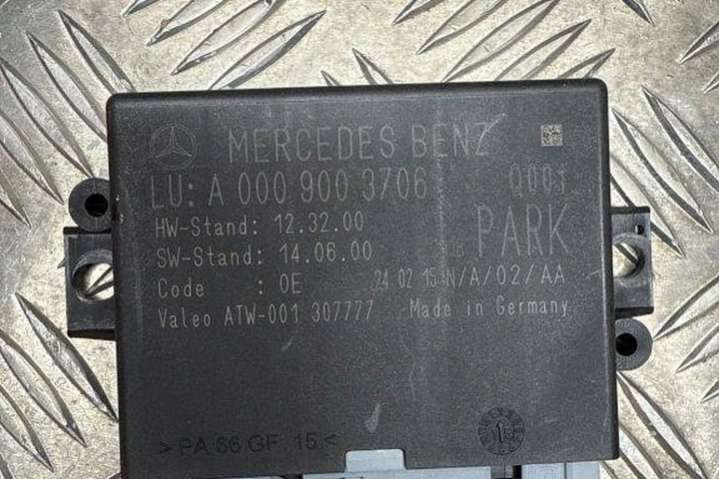 MERCEDES BENZ
LU: A 000 900 3706 Q001
HW-Stand: 12.32.00
SW-Stand: 14.06.00 PARK
Code : 0E 24 02 15 N/A/02/AA
Valeo ATW-001 307777 Made in Germany
>PA 66 GF 15<